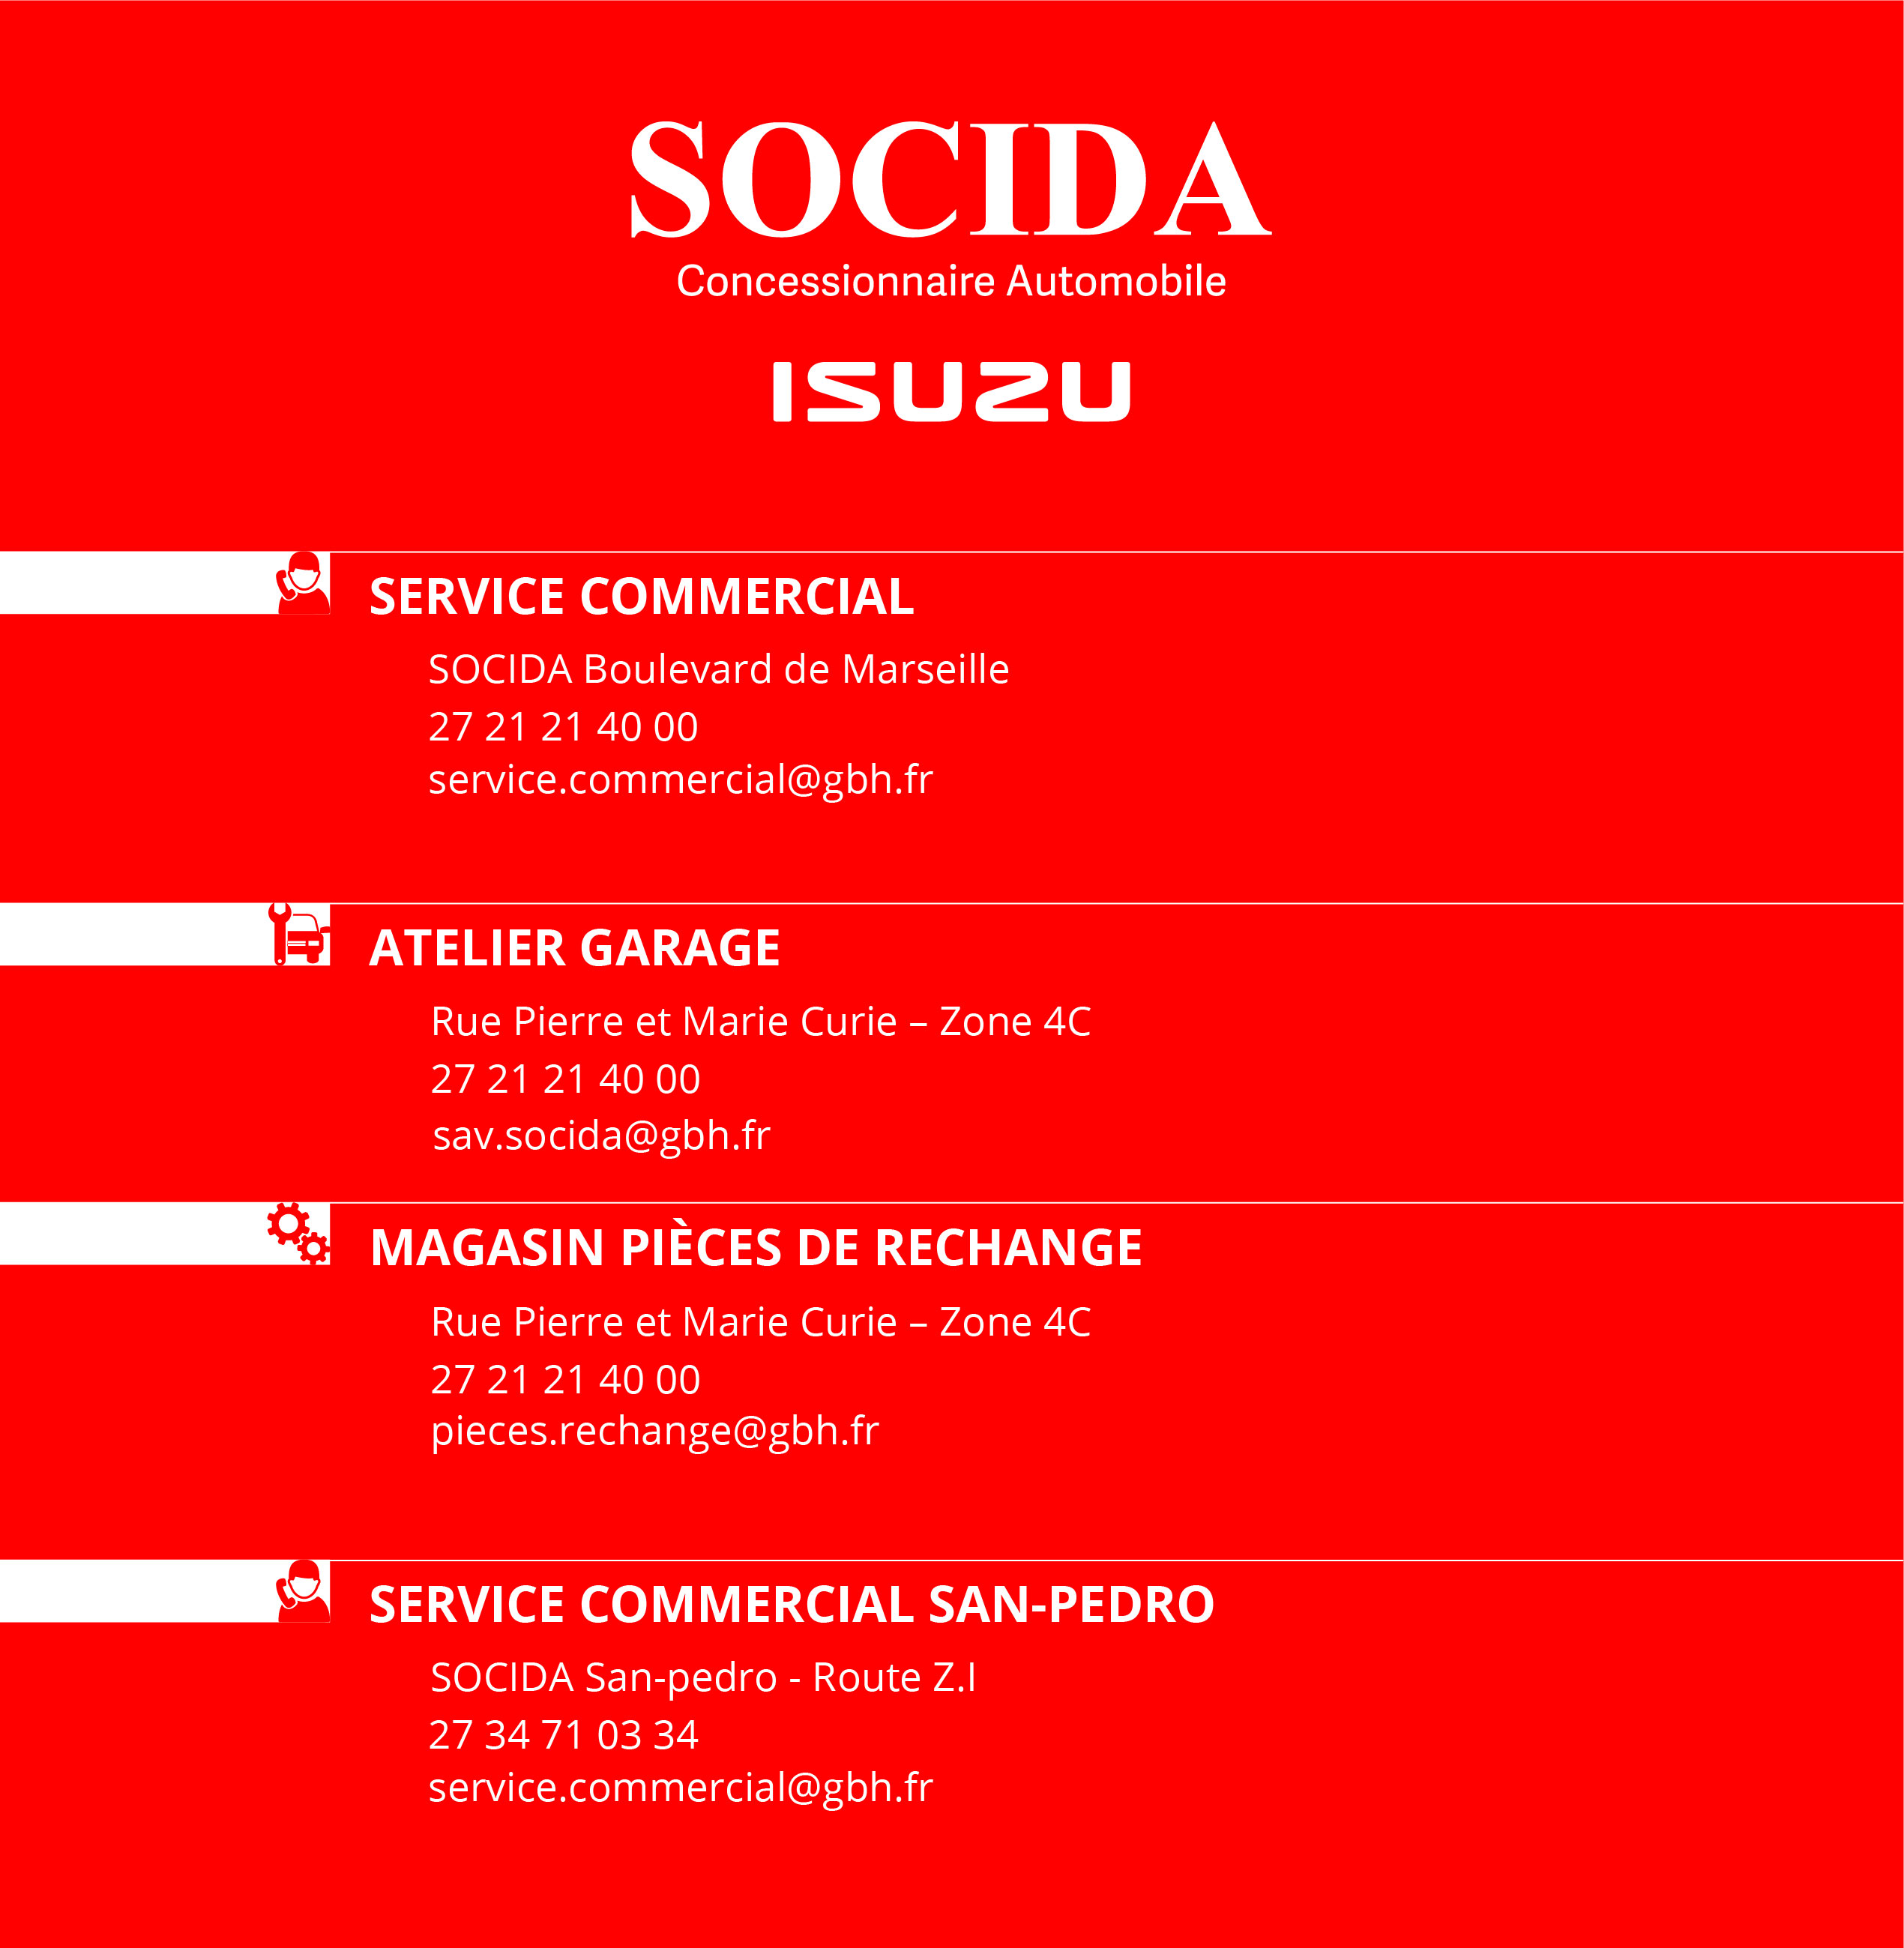 SOCIDA
Concessionnaire Automobile
ISUZU
SERVICE COMMERCIAL
SOCIDA Boulevard de Marseille
27 21 21 40 00
service.commercial@gbh.fr
ATELIER GARAGE
Rue Pierre et Marie Curie – Zone 4C
27 21 21 40 00
sav.socida@gbh.fr
MAGASIN PIÈCES DE RECHANGE
Rue Pierre et Marie Curie – Zone 4C
27 21 21 40 00
pieces.rechange@gbh.fr
SERVICE COMMERCIAL SAN-PEDRO
SOCIDA San-pedro - Route Z.I
27 34 71 03 34
service.commercial@gbh.fr